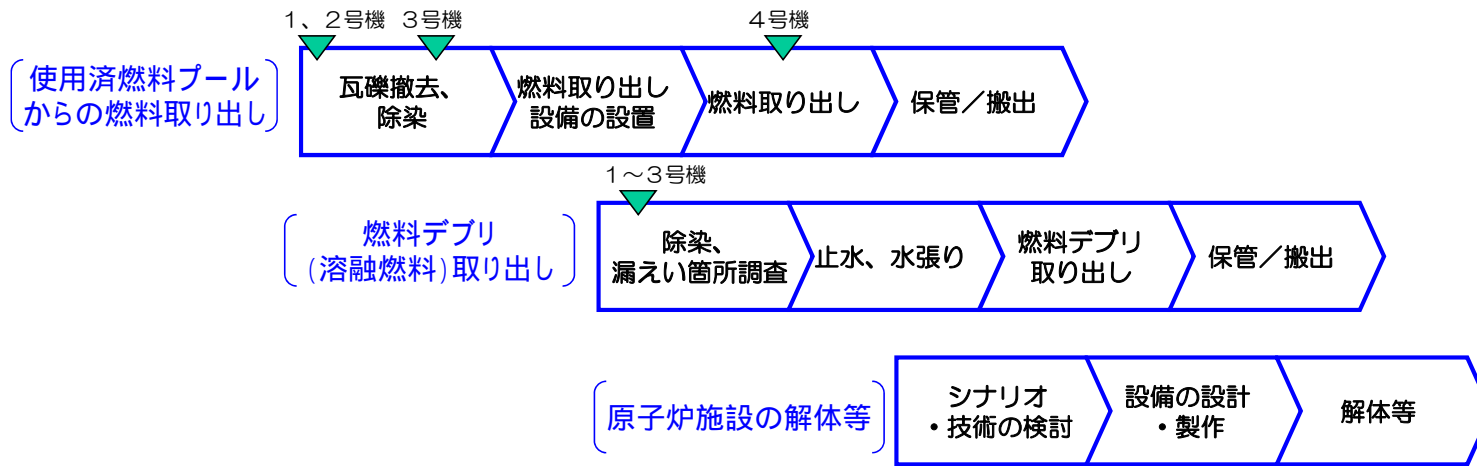 1、2号機
3号機
4号機
使用済燃料プール
からの燃料取り出し
瓦礫撤去、
除染
燃料取り出し
設備の設置
燃料取り出し
保管／搬出
1～3号機
燃料デブリ
(溶融燃料)取り出し
除染、
漏えい箇所調査
止水、水張り
燃料デブリ
取り出し
保管／搬出
原子炉施設の解体等
シナリオ
・技術の検討
設備の設計
・製作
解体等